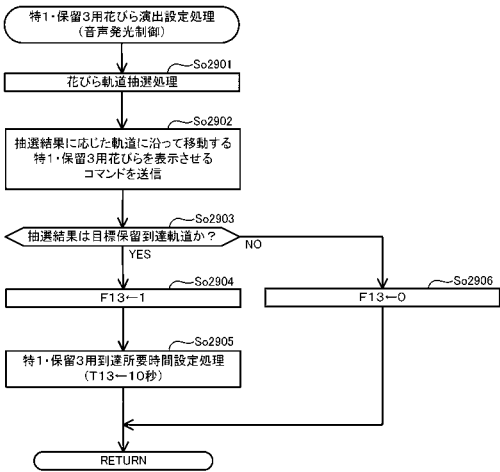 特1・保留3用花びら演出設定処理
(音声発光制御)
So2901
花びら軌道抽選処理
So2902
抽選結果に応じた軌道に沿って移動する
特1・保留3用花びらを表示させる
コマンドを送信
So2903
抽選結果は目標保留到達軌道か?
YES
NO
So2904
F13←1
So2906
F13←0
So2905
特1・保留3用到達所要時間設定処理
(T13←10秒)
RETURN